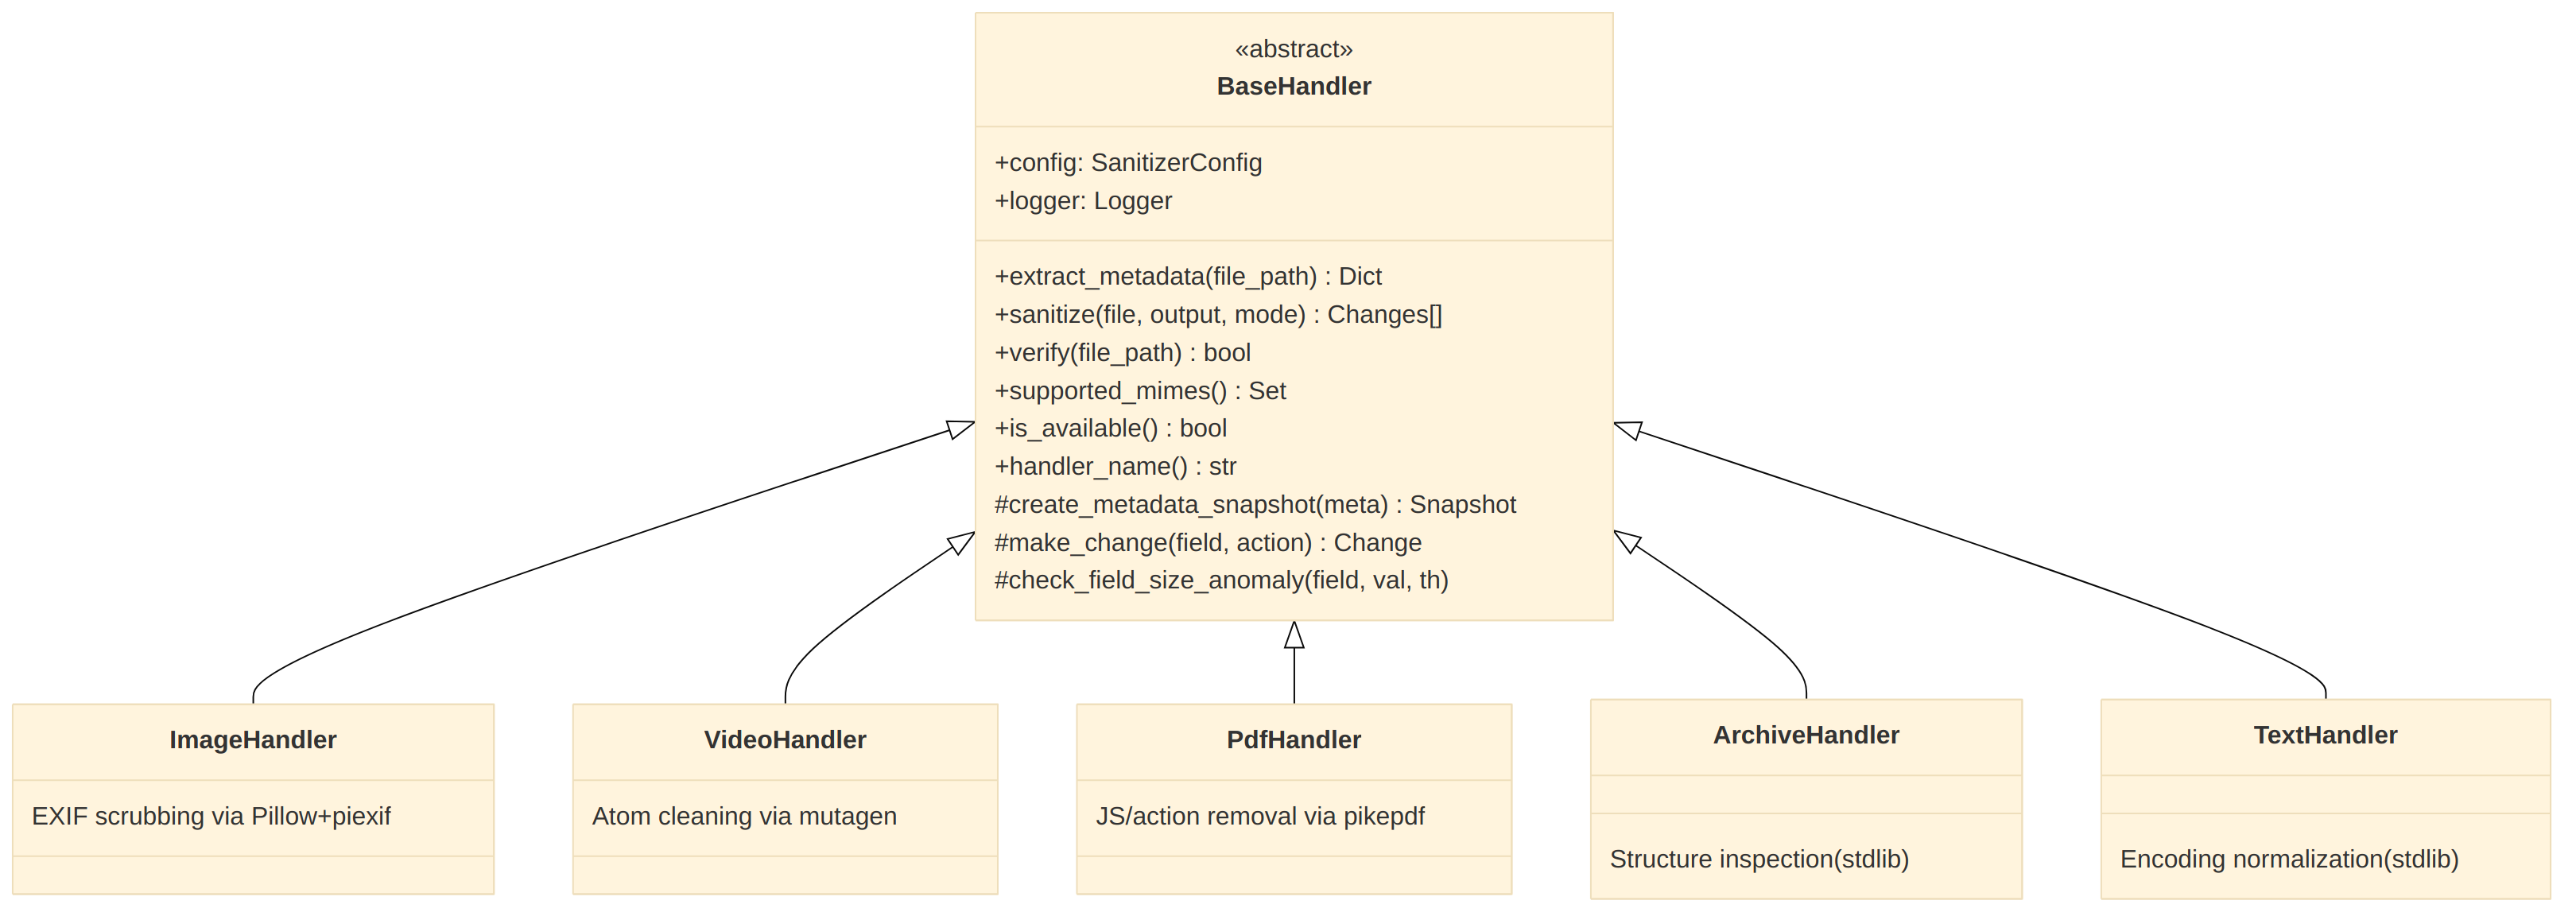 «abstract»
BaseHandler
+config: SanitizerConfig
+logger: Logger
+extract_metadata(file_path) : Dict
+sanitize(file, output, mode) : Changes[]
+verify(file_path) : bool
+supported_mimes() : Set
+is_available() : bool
+handler_name() : str
#create_metadata_snapshot(meta) : Snapshot
#make_change(field, action) : Change
#check_field_size_anomaly(field, val, th)
ImageHandler
EXIF scrubbing via Pillow+piexif
VideoHandler
Atom cleaning via mutagen
PdfHandler
JS/action removal via pikepdf
ArchiveHandler
Structure inspection(stdlib)
TextHandler
Encoding normalization(stdlib)